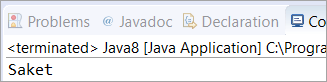 Problems @ Javadoc Declaration Co
<terminated> Java8 [Java Application] C:\Progra
Saket